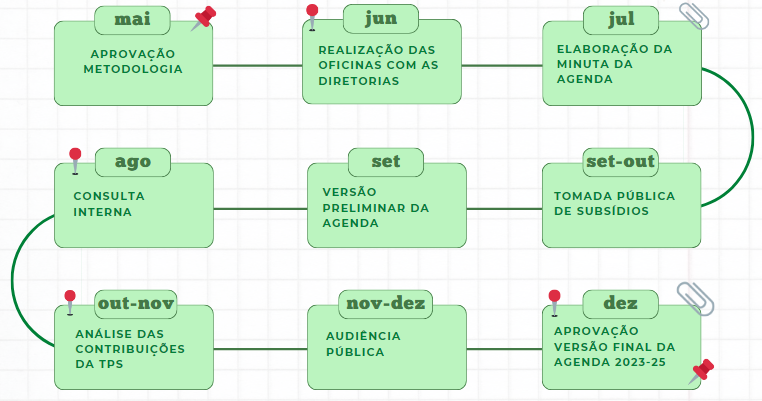 mai
APROVAÇÃO
METODOLOGIA
jun
REALIZAÇÃO DAS
OFICINAS COM AS
DIRETORIAS
jul
ELABORAÇÃO DA
MINUTA DA
AGENDA
ago
CONSULTA
INTERNA
set
VERSÃO
PRELIMINAR DA
AGENDA
set-out
TOMADA PÚBLICA
DE SUBSÍDIOS
out-nov
ANÁLISE DAS
CONTRIBUIÇÕES
DA TPS
nov-dez
AUDIÊNCIA
PÚBLICA
dez
APROVAÇÃO
VERSÃO FINAL DA
AGENDA 2023-25